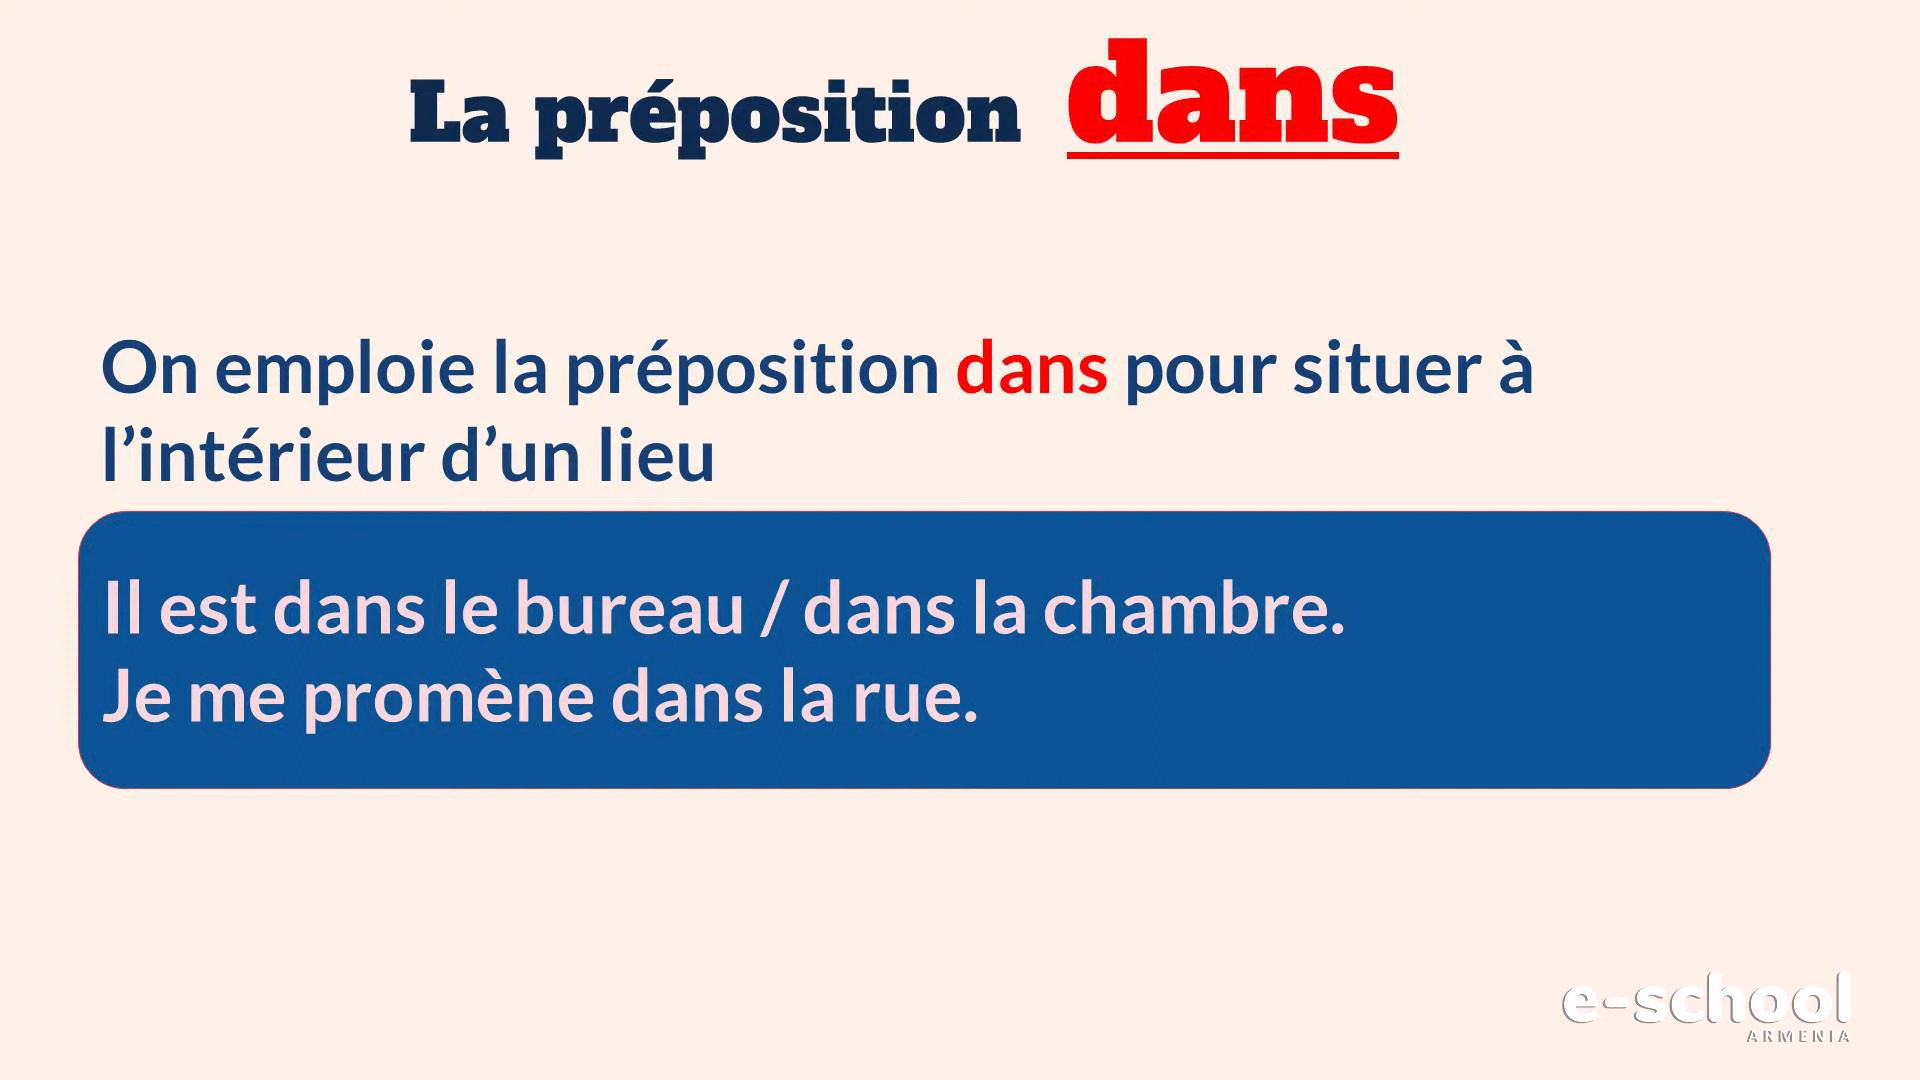 La préposition dans
On emploie la préposition dans pour situer à
l’intérieur d’un lieu
Il est dans le bureau / dans la chambre.
Je me promène dans la rue.
e-school
ARMENIA